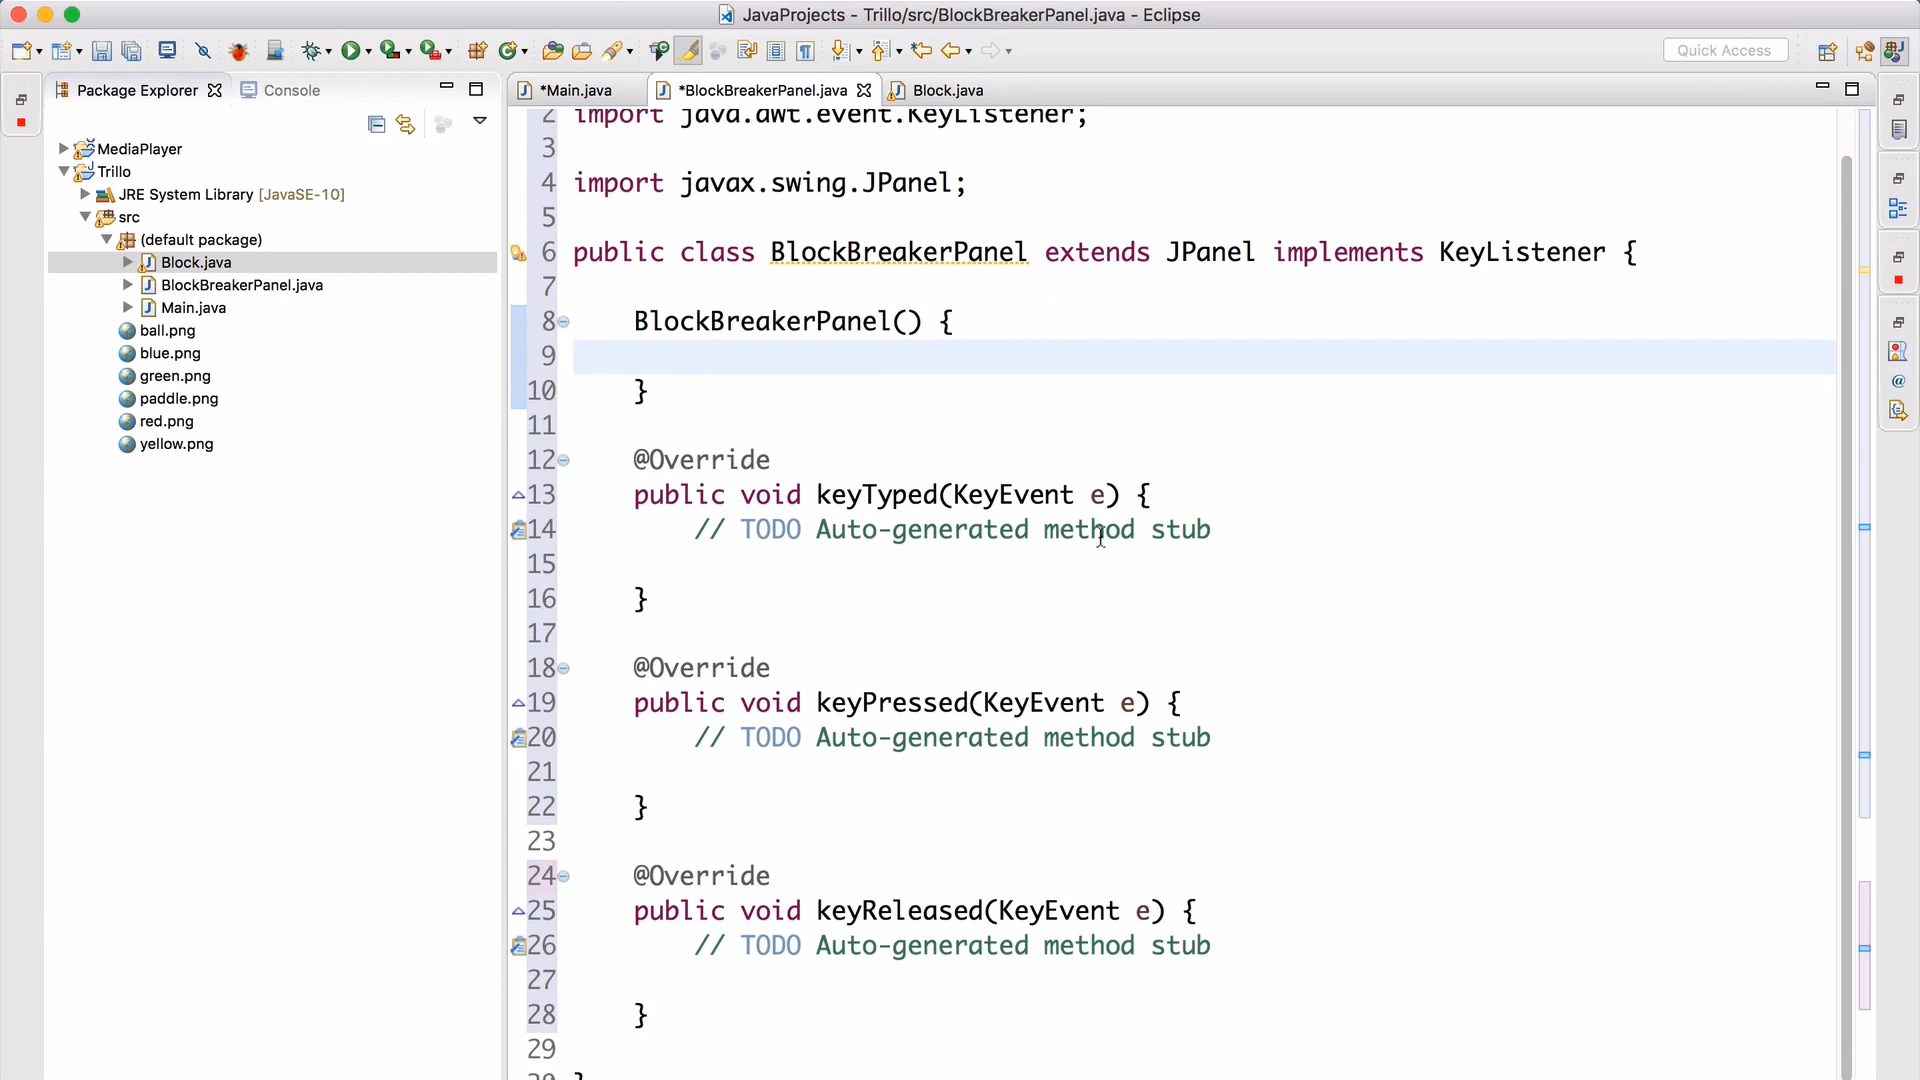 JavaProjects - Trillo/src/BlockBreakerPanel.java - Eclipse
Quick Access
Package Explorer
Console
*Main.java
*BlockBreakerPanel.java
Block.java
MediaPlayer
Trillo
JRE System Library [JavaSE-10]
src
(default package)
Block.java
BlockBreakerPanel.java
Main.java
ball.png
blue.png
green.png
paddle.png
red.png
yellow.png
2 import java.awt.event.KeyListener;
3
4 import javax.swing.JPanel;
5
6 public class BlockBreakerPanel extends JPanel implements KeyListener {
7
8 BlockBreakerPanel() {
9
10 }
11
12 @Override
13 public void keyTyped(KeyEvent e) {
14 // TODO Auto-generated method stub
15
16 }
17
18 @Override
19 public void keyPressed(KeyEvent e) {
20 // TODO Auto-generated method stub
21
22 }
23
24 @Override
25 public void keyReleased(KeyEvent e) {
26 // TODO Auto-generated method stub
27
28 }
29
30 }